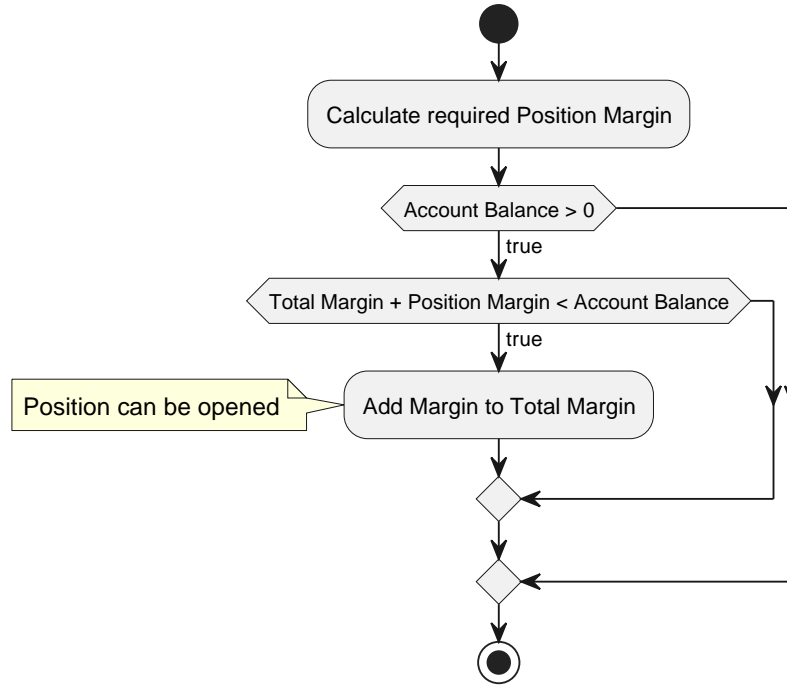 Calculate required Position Margin
Account Balance > 0
true
Total Margin + Position Margin < Account Balance
true
Position can be opened
Add Margin to Total Margin